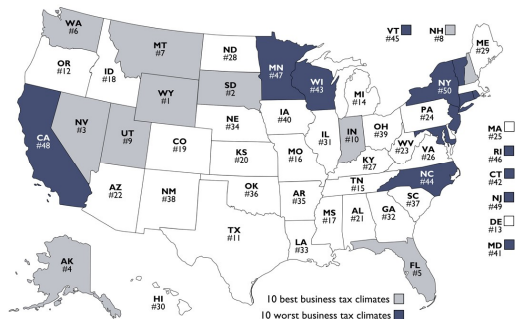 WA
#6
MT
#7
ND
#28
MN
#47
VT
#45
NH
#8
ME
#29
OR
#12
ID
#18
WY
#1
SD
#2
WI
#43
MI
#14
NY
#50
CA
#48
NV
#3
UT
#9
CO
#19
NE
#34
IA
#40
IL
#31
IN
#10
OH
#39
PA
#24
WV
#23
VA
#26
MA
#25
RI
#46
CT
#42
NJ
#49
DE
#13
MD
#41
KS
#20
MO
#16
KY
#27
TN
#15
NC
#44
SC
#37
AZ
#22
NM
#38
OK
#36
AR
#35
MS
#17
AL
#21
GA
#32
TX
#11
LA
#33
FL
#5
AK
#4
HI
#30
10 best business tax climates
10 worst business tax climates